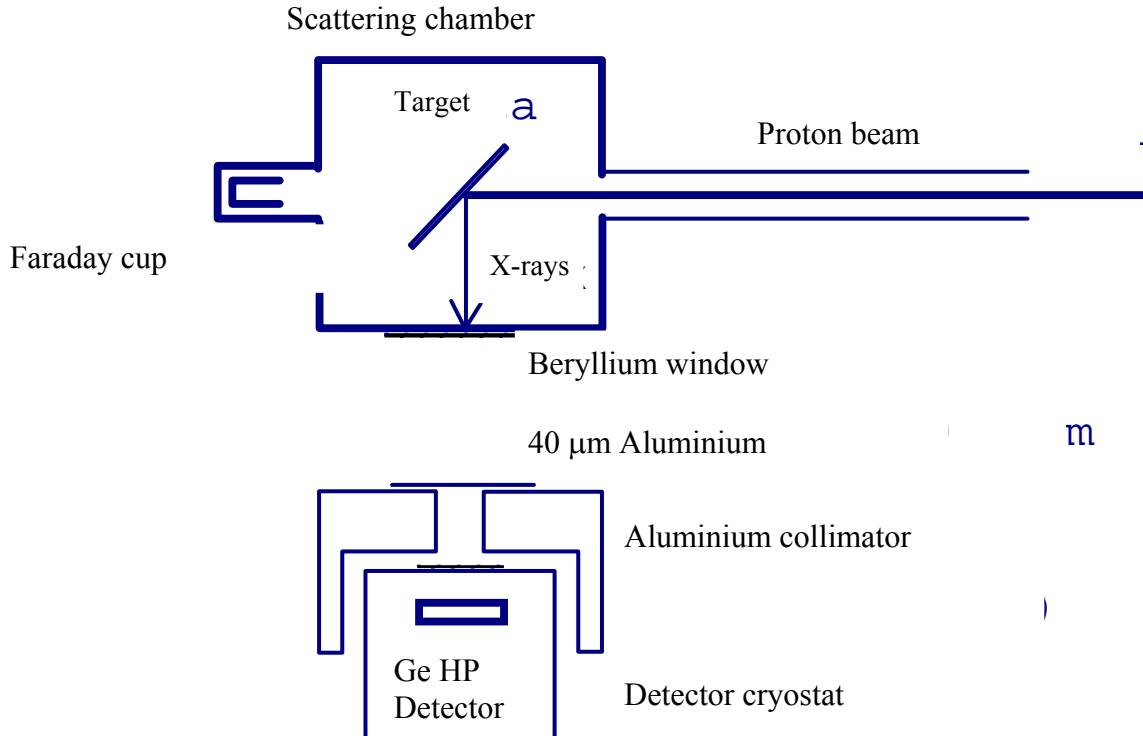 Scattering chamber
Target a
Proton beam
Faraday cup
X-rays
Beryllium window
40 μm Aluminium
m
Aluminium collimator
Ge HP
Detector
Detector cryostat